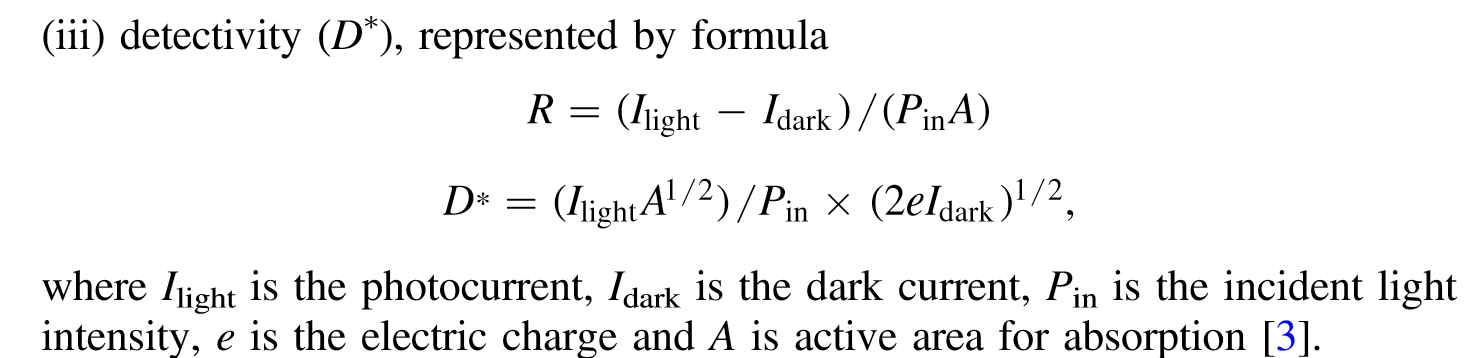 (iii) detectivity (D*), represented by formula
R = (I_light − I_dark)/(P_in A)
D* = (I_light A^1/2)/P_in × (2eI_dark)^1/2,
where I_light is the photocurrent, I_dark is the dark current, P_in is the incident light
intensity, e is the electric charge and A is active area for absorption [3].